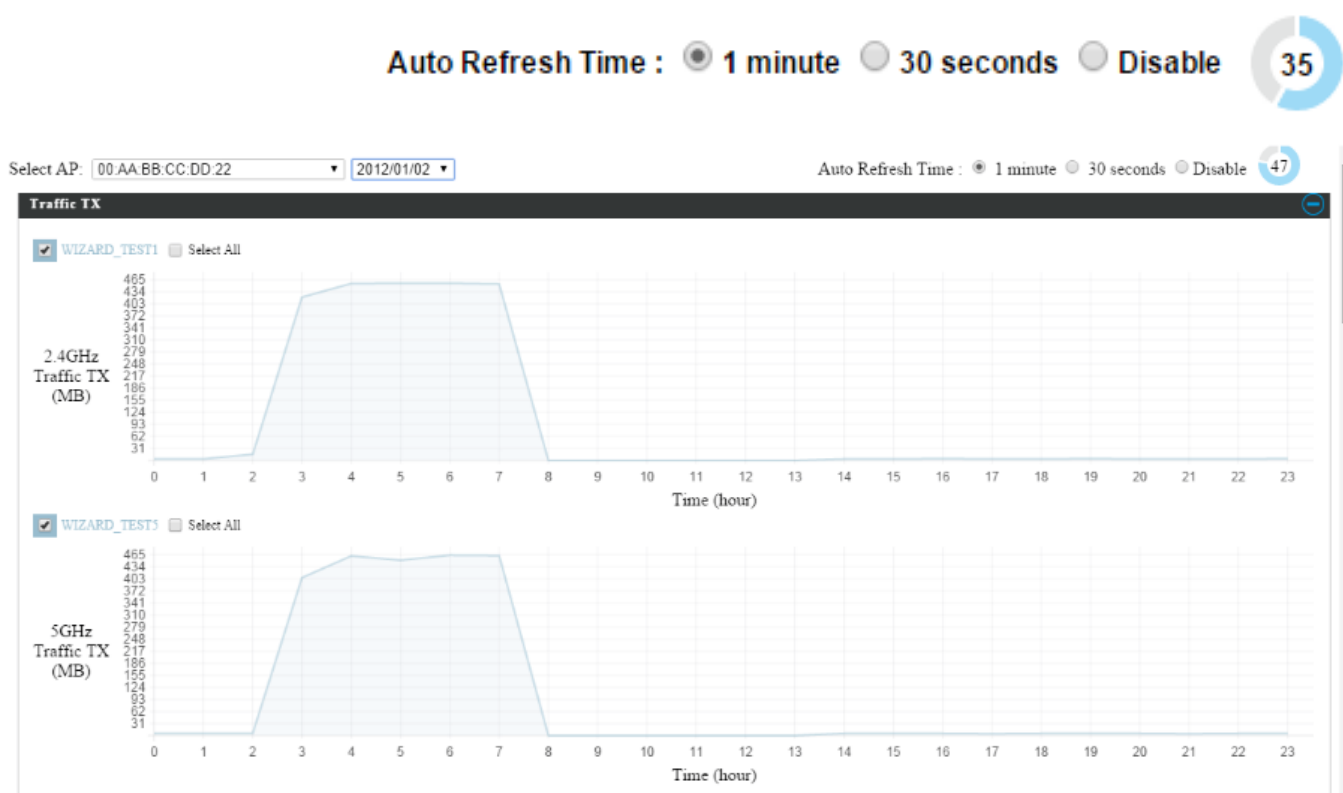 Auto Refresh Time : 1 minute 30 seconds Disable 35
Select AP: 00:AA:BB:CC:DD:22 2012/01/02 Auto Refresh Time : 1 minute 30 seconds Disable 47
Traffic TX
WIZARD_TEST1 Select All
465
434
403
372
341
310
279
248
217
186
155
124
93
62
31
2.4GHz
Traffic TX
(MB)
0 1 2 3 4 5 6 7 8 9 10 11 12 13 14 15 16 17 18 19 20 21 22 23
Time (hour)
WIZARD_TEST5 Select All
465
434
403
372
341
310
279
248
217
186
155
124
93
62
31
5GHz
Traffic TX
(MB)
0 1 2 3 4 5 6 7 8 9 10 11 12 13 14 15 16 17 18 19 20 21 22 23
Time (hour)